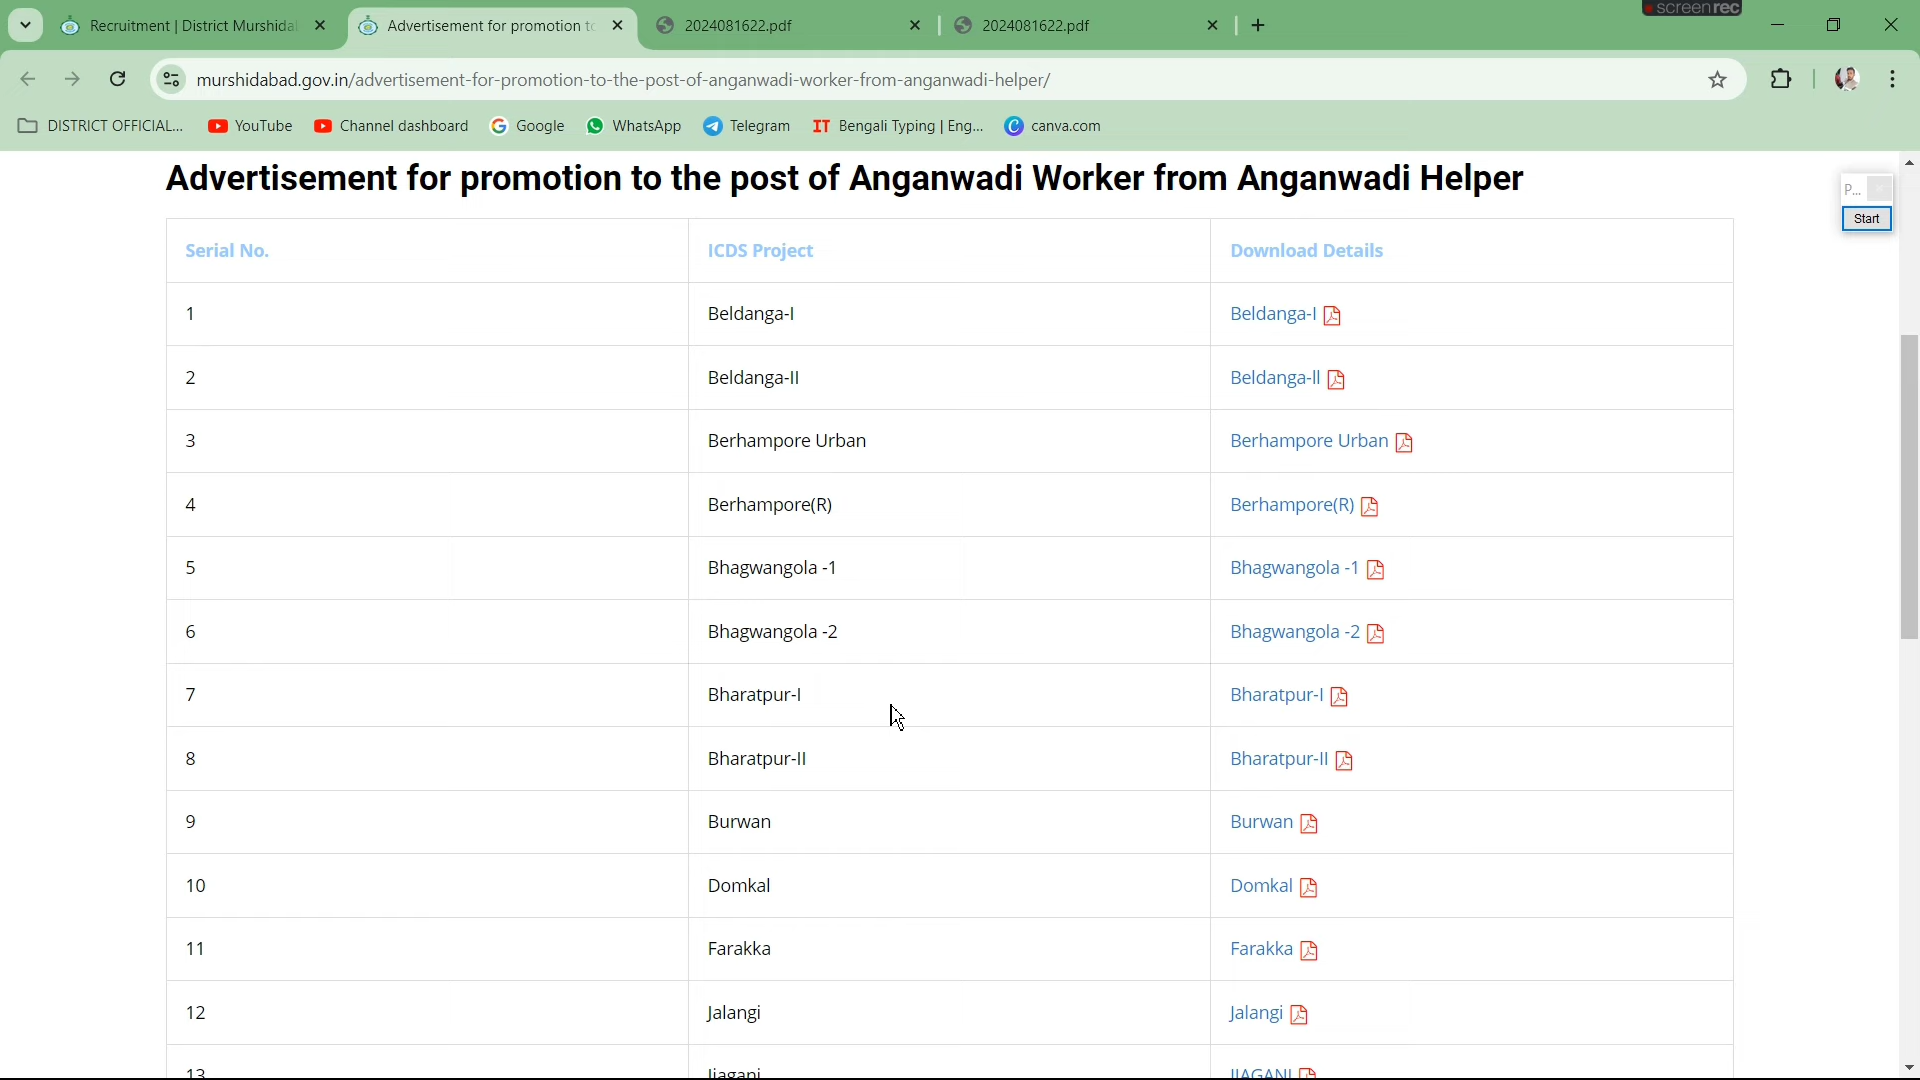 screenrec
Recruitment | District Murshida
Advertisement for promotion to
2024081622.pdf
2024081622.pdf
murshidabad.gov.in/advertisement-for-promotion-to-the-post-of-anganwadi-worker-from-anganwadi-helper/
DISTRICT OFFICIAL...
YouTube
Channel dashboard
Google
WhatsApp
Telegram
IT Bengali Typing | Eng...
canva.com
Advertisement for promotion to the post of Anganwadi Worker from Anganwadi Helper
P...
Start
Serial No. ICDS Project Download Details
1 Beldanga-I Beldanga-I
2 Beldanga-II Beldanga-II
3 Berhampore Urban Berhampore Urban
4 Berhampore(R) Berhampore(R)
5 Bhagwangola -1 Bhagwangola -1
6 Bhagwangola -2 Bhagwangola -2
7 Bharatpur-I Bharatpur-I
8 Bharatpur-II Bharatpur-II
9 Burwan Burwan
10 Domkal Domkal
11 Farakka Farakka
12 Jalangi Jalangi
13 Jiagani JIAGANI